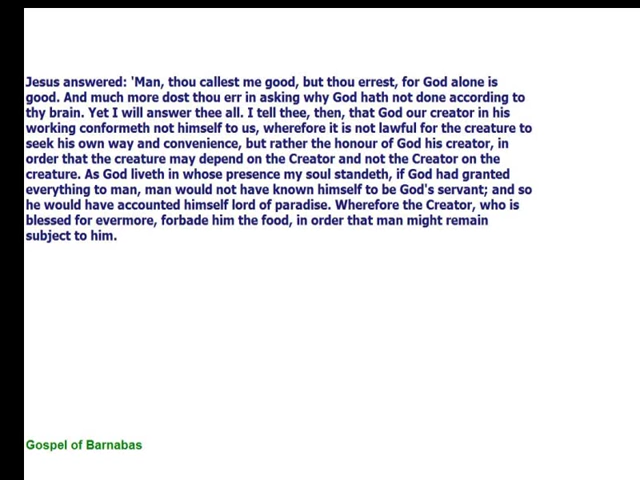 Jesus answered: 'Man, thou callest me good, but thou errest, for God alone is
good. And much more dost thou err in asking why God hath not done according to
thy brain. Yet I will answer thee all. I tell thee, then, that God our creator in his
working conformeth not himself to us, wherefore it is not lawful for the creature to
seek his own way and convenience, but rather the honour of God his creator, in
order that the creature may depend on the Creator and not the Creator on the
creature. As God liveth in whose presence my soul standeth, if God had granted
everything to man, man would not have known himself to be God's servant; and so
he would have accounted himself lord of paradise. Wherefore the Creator, who is
blessed for evermore, forbade him the food, in order that man might remain
subject to him.
Gospel of Barnabas